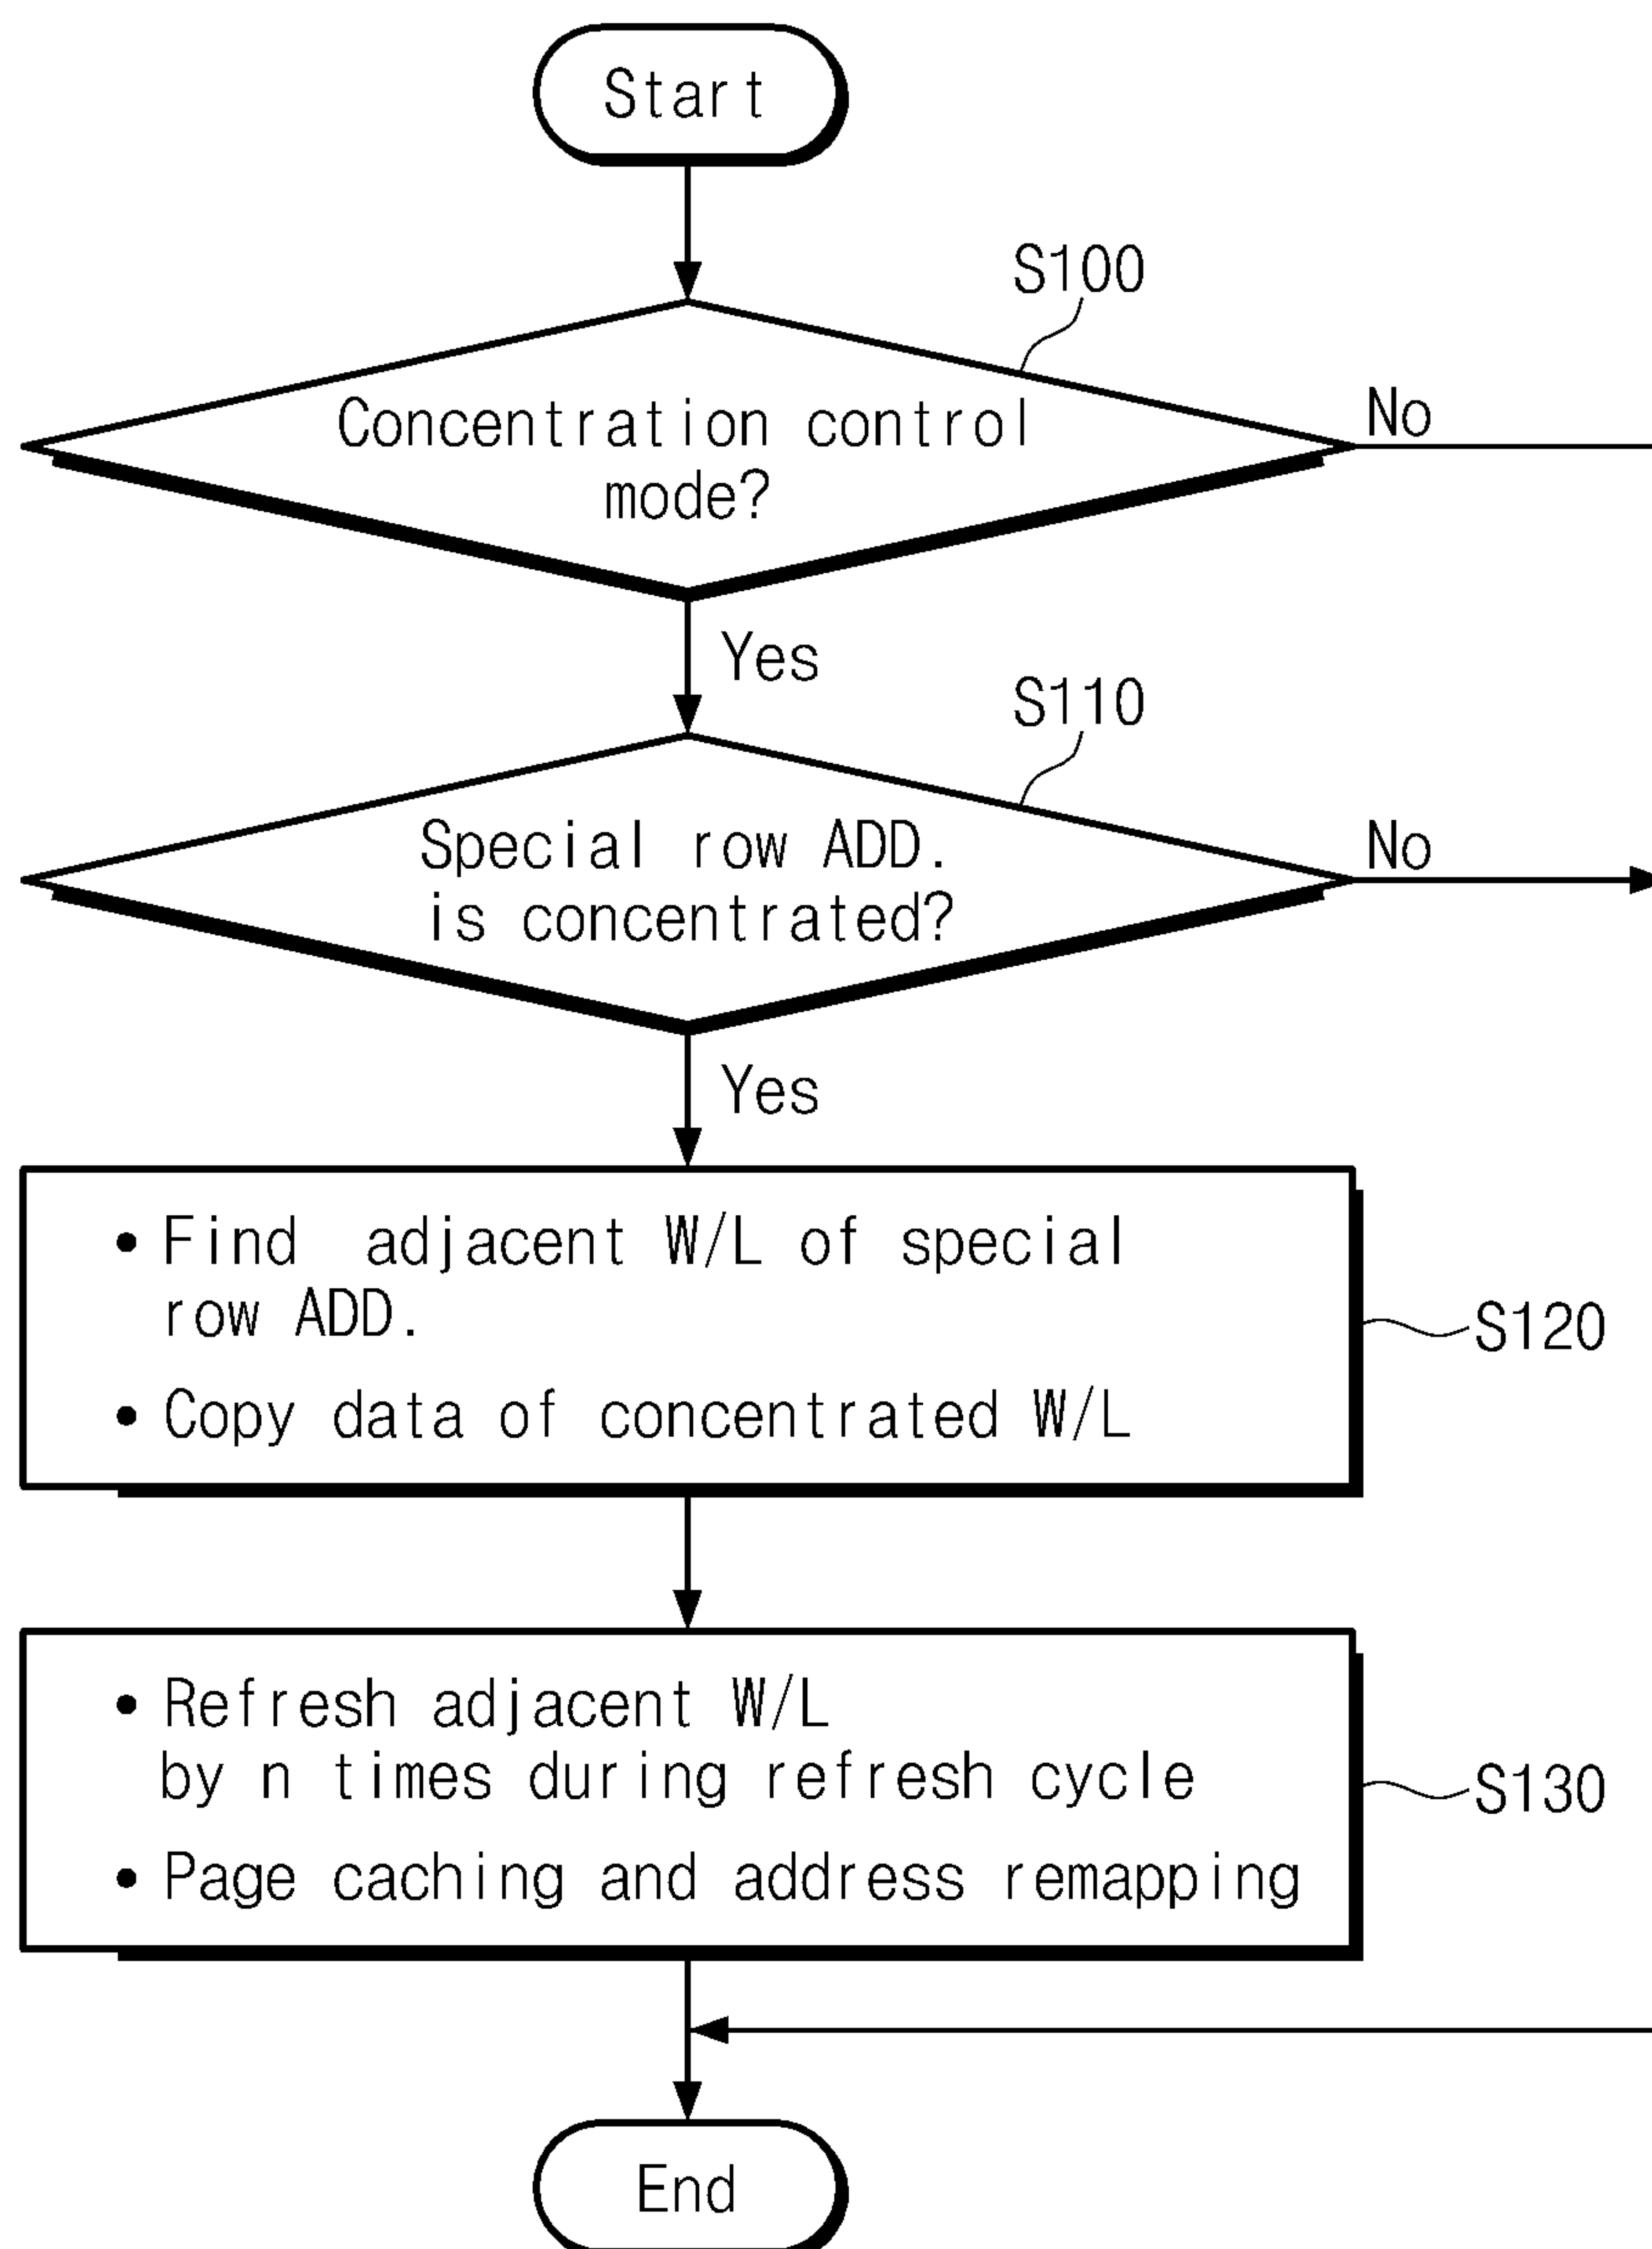 Start
S100
Concentration control
mode?
No
Yes
S110
Special row ADD.
is concentrated?
No
Yes
• Find adjacent W/L of special
row ADD.
• Copy data of concentrated W/L
S120
• Refresh adjacent W/L
by n times during refresh cycle
• Page caching and address remapping
S130
End